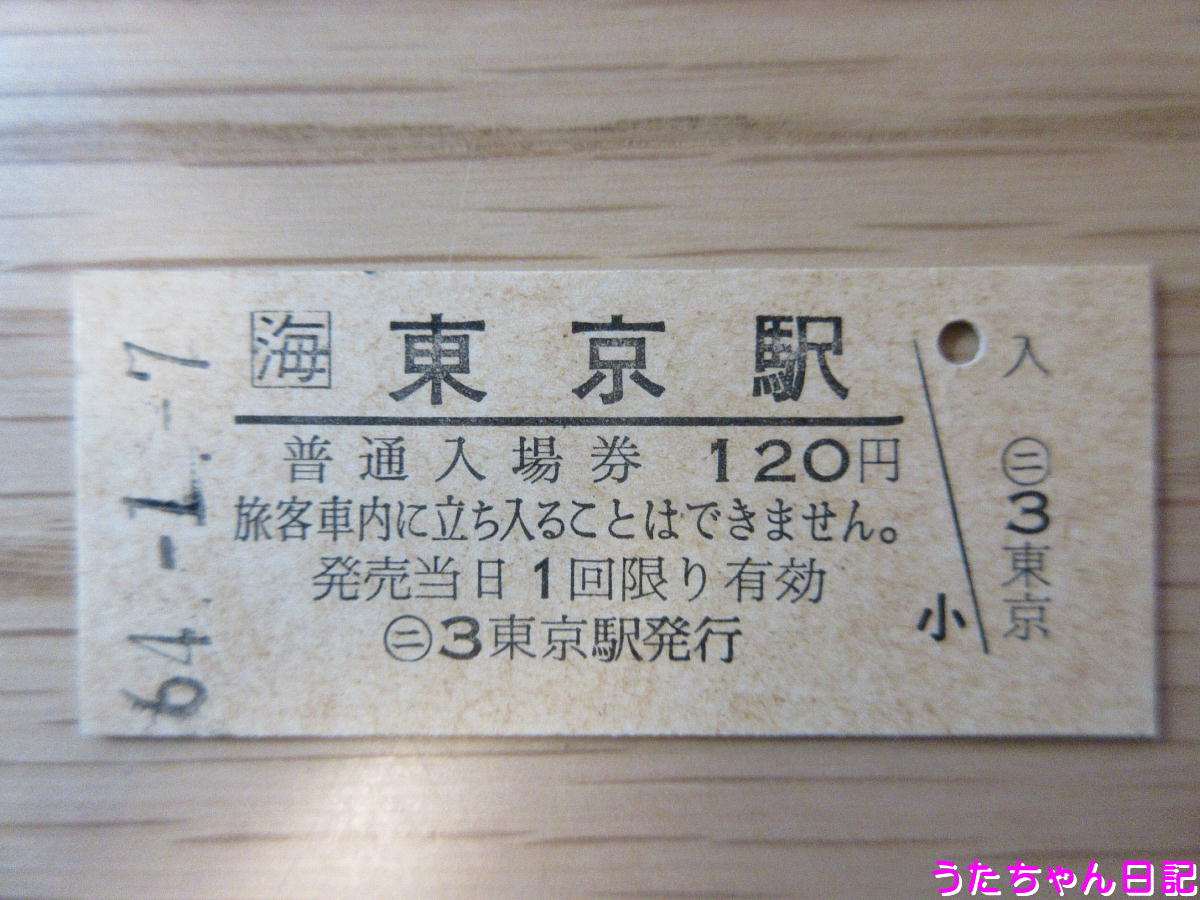 64.-1.-7
海 東京駅
普通入場券 120円
旅客車内に立ち入ることはできません。
発売当日1回限り有効
㊁3東京駅発行
小
入
㊁
3
東京
うたちゃん日記